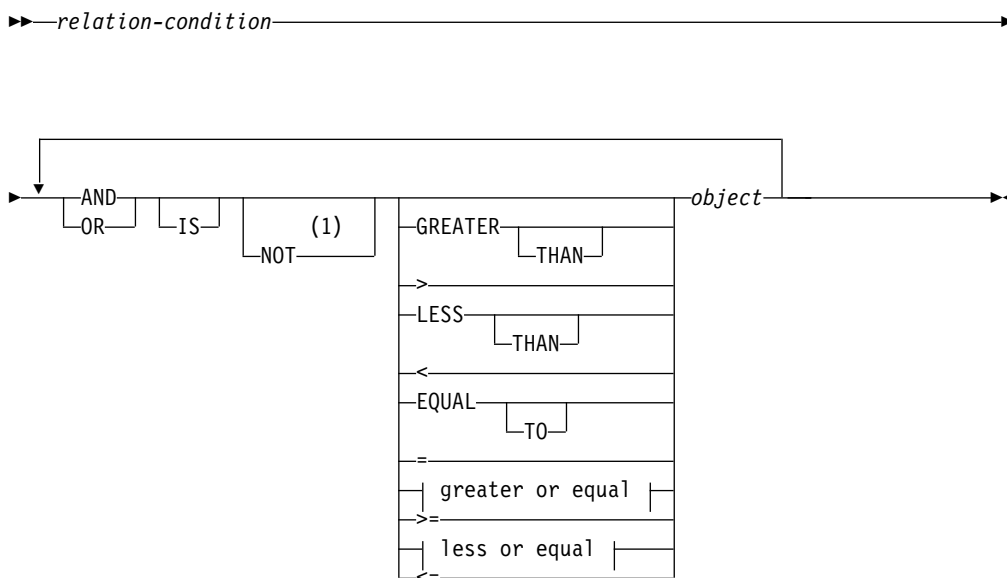 relation-condition
AND IS NOT (1) GREATER THAN object
OR
>
LESS THAN
<
EQUAL TO
=
greater or equal
>=
less or equal
<=